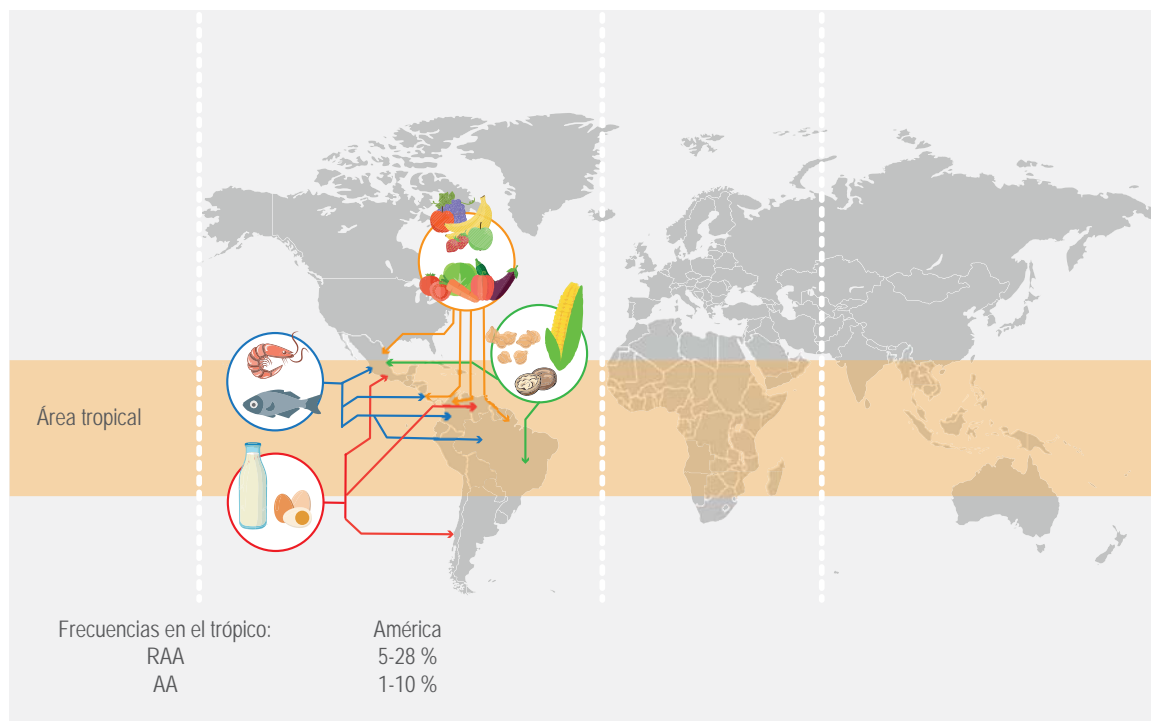 Área tropical
Frecuencias en el trópico: América
RAA 5-28 %
AA 1-10 %